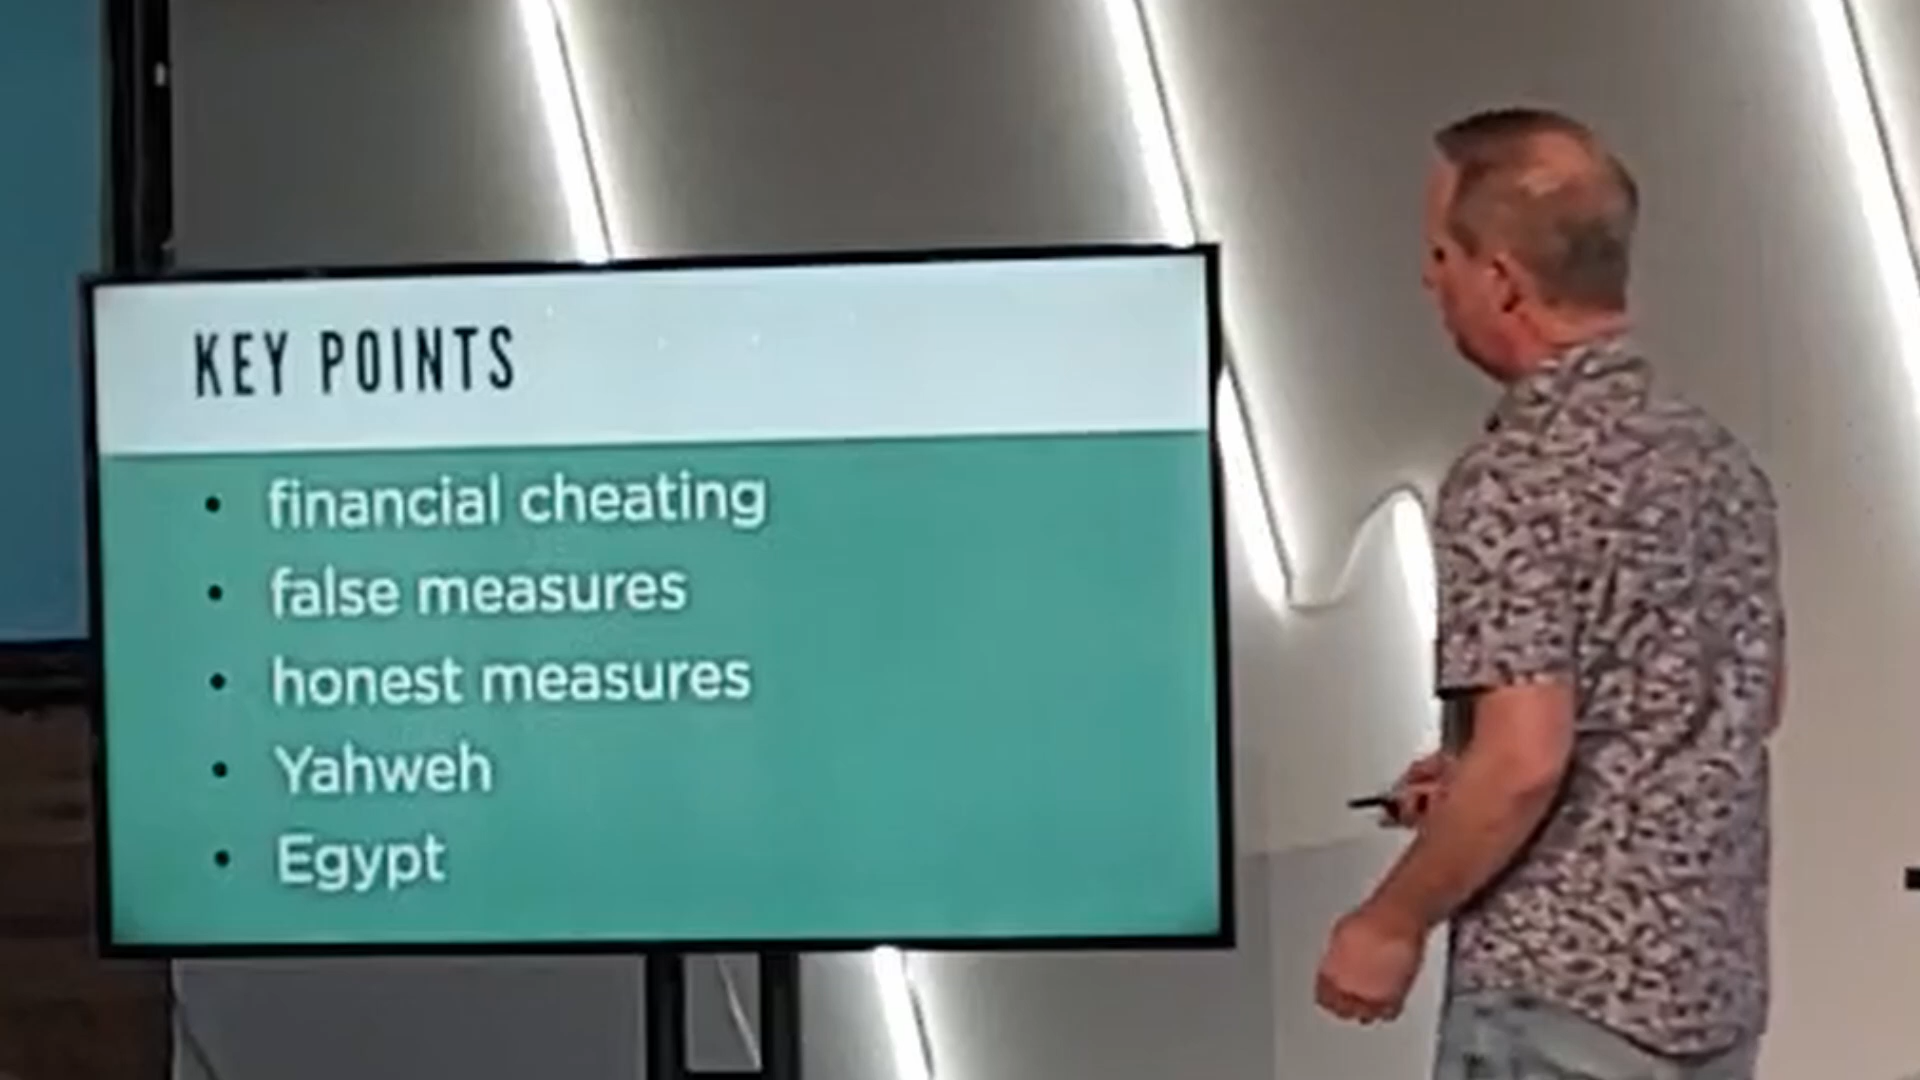 KEY POINTS
• financial cheating
• false measures
• honest measures
• Yahweh
• Egypt